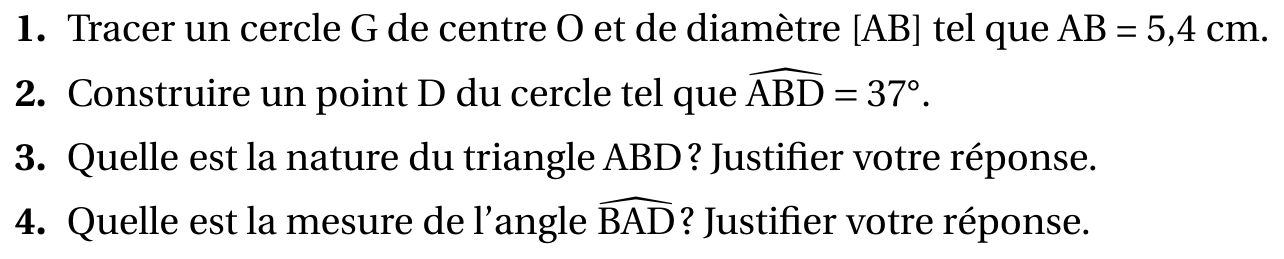 1. Tracer un cercle G de centre O et de diamètre [AB] tel que AB = 5,4 cm.
2. Construire un point D du cercle tel que \widehat{ABD} = 37°.
3. Quelle est la nature du triangle ABD ? Justifier votre réponse.
4. Quelle est la mesure de l'angle \widehat{BAD} ? Justifier votre réponse.